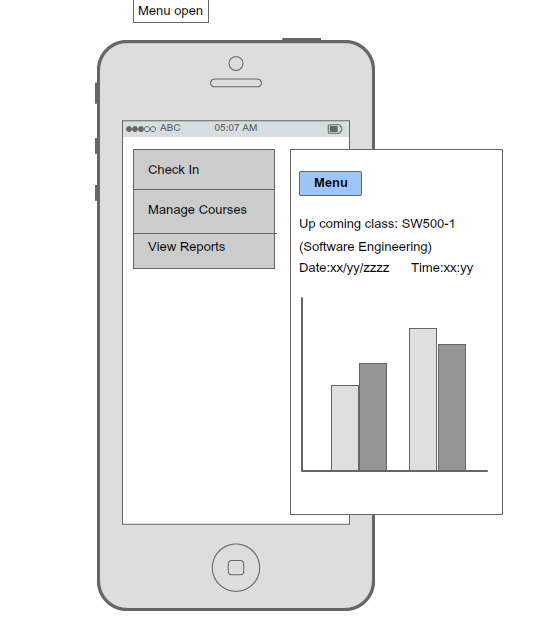 Menu open
ABC 05:07 AM
Check In
Manage Courses
View Reports
Menu
Up coming class: SW500-1
(Software Engineering)
Date:xx/yy/zzzz Time:xx:yy